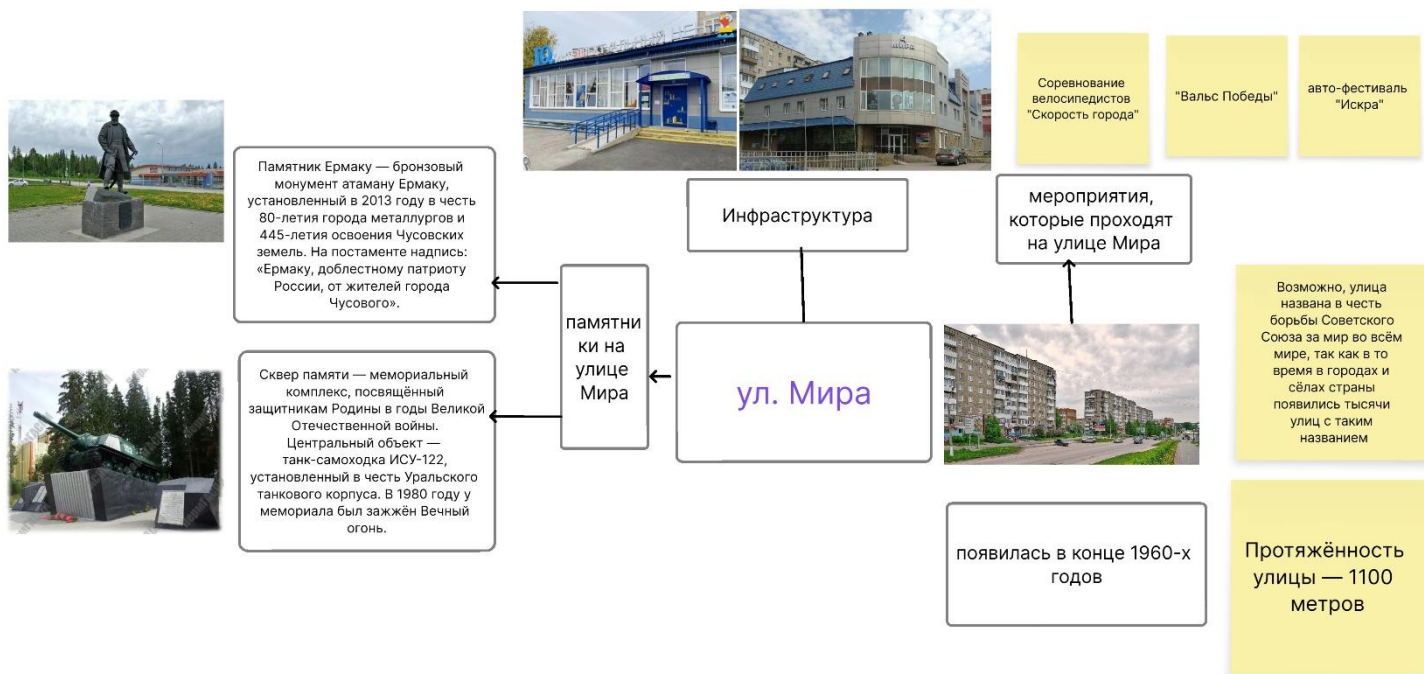 Соревнование
велосипедистов
"Скорость города"
"Вальс Победы"
авто-фестиваль
"Искра"
Памятник Ермаку — бронзовый
монумент атаману Ермаку,
установленный в 2013 году в честь
80-летия города металлургов и
445-летия освоения Чусовских
земель. На постаменте надпись:
«Ермаку, доблестному патриоту
России, от жителей города
Чусового».
Инфраструктура
мероприятия,
которые проходят
на улице Мира
памятни
ки на
улице
Мира
ул. Мира
Возможно, улица
названа в честь
борьбы Советского
Союза за мир во всём
мире, так как в то
время в городах и
сёлах страны
появились тысячи
улиц с таким
названием
Сквер памяти — мемориальный
комплекс, посвящённый
защитникам Родины в годы Великой
Отечественной войны.
Центральный объект —
танк-самоходка ИСУ-122,
установленный в честь Уральского
танкового корпуса. В 1980 году у
мемориала был зажжён Вечный
огонь.
появилась в конце 1960-х
годов
Протяжённость
улицы — 1100
метров